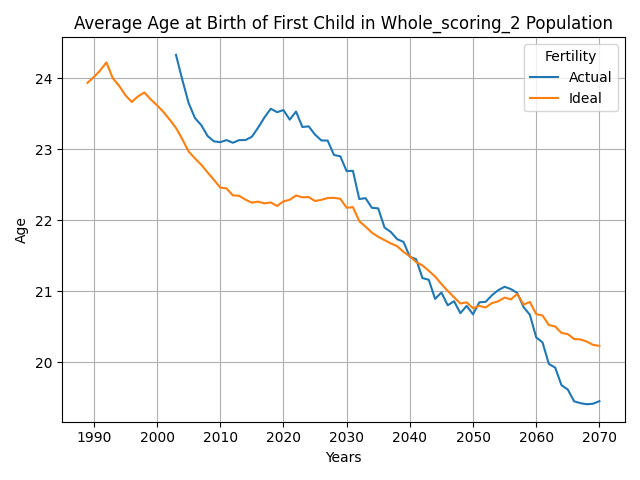 Average Age at Birth of First Child in Whole_scoring_2 Population
Fertility
Actual
Ideal
Age
24
23
22
21
20
1990 2000 2010 2020 2030 2040 2050 2060 2070
Years